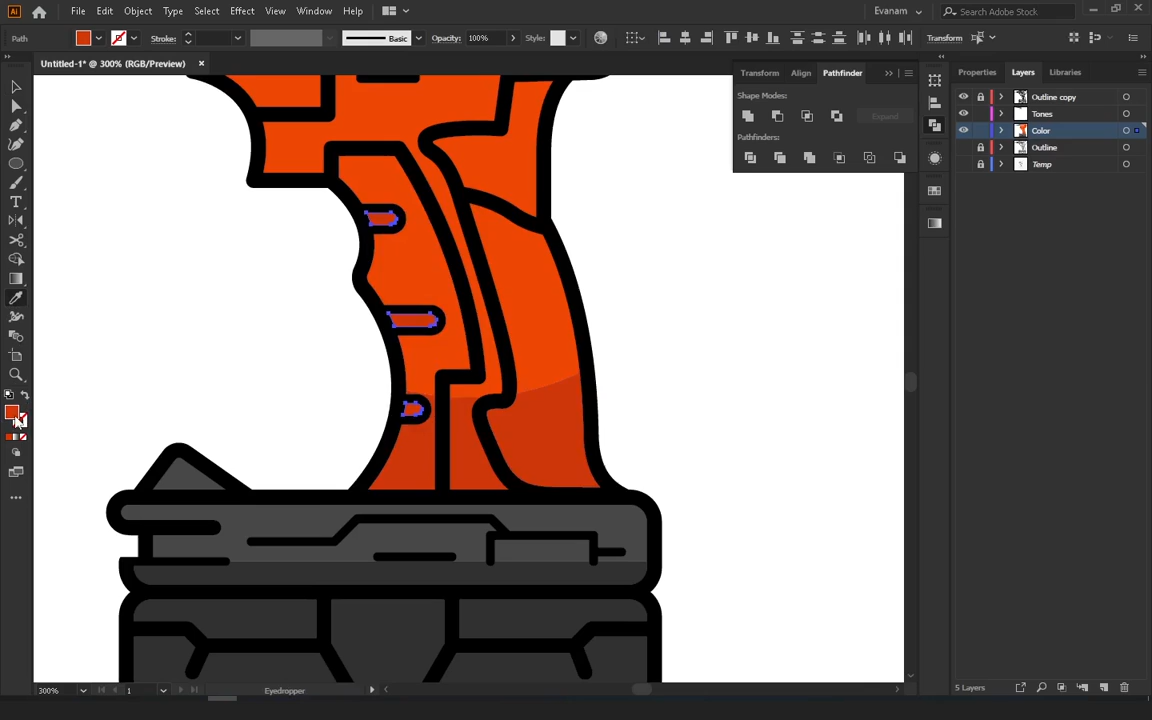 Ai File Edit Object Type Select Effect View Window Help Evanam Search Adobe Stock
Path Stroke: Basic Opacity: 100% Style: Transform
Untitled-1* @ 300% (RGB/Preview)
Transform Align Pathfinder
Shape Modes:
Expand
Pathfinders:
Properties Layers Libraries
Outline copy
Tones
Color
Outline
Temp
300% 1 Eyedropper 5 Layers